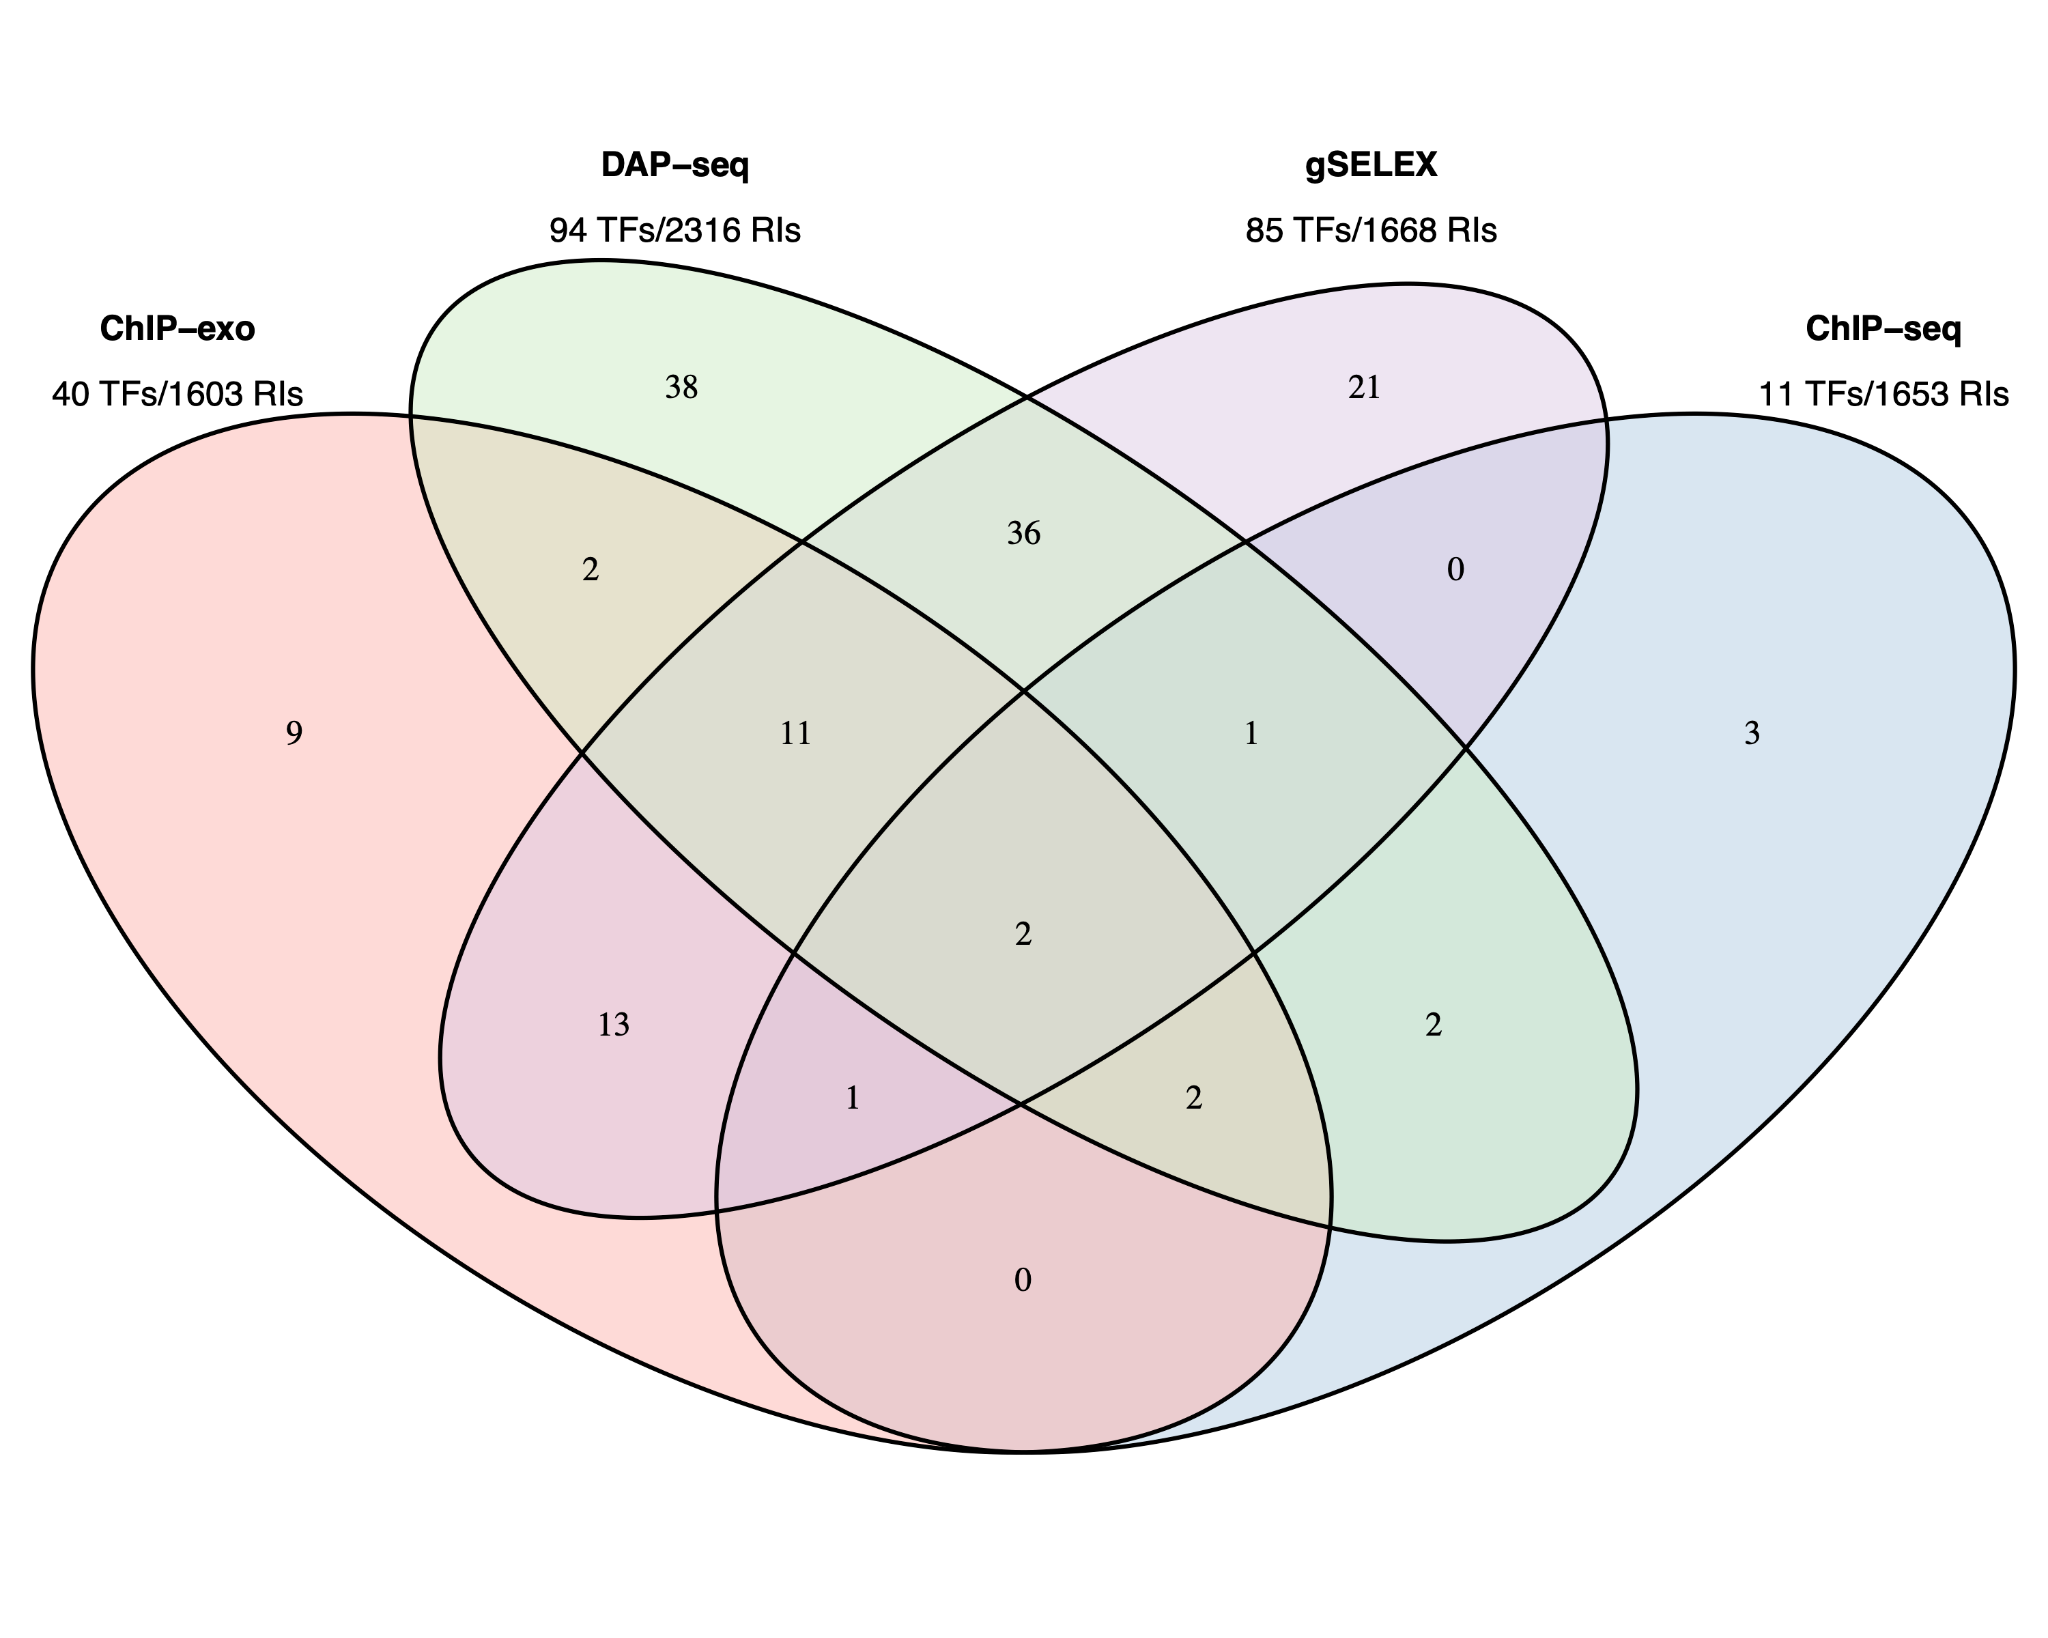 DAP–seq
gSELEX
94 TFs/2316 RIs
85 TFs/1668 RIs
ChIP–exo
ChIP–seq
40 TFs/1603 RIs
11 TFs/1653 RIs
38
21
36
2
0
9
11
1
3
2
13
2
1
2
0